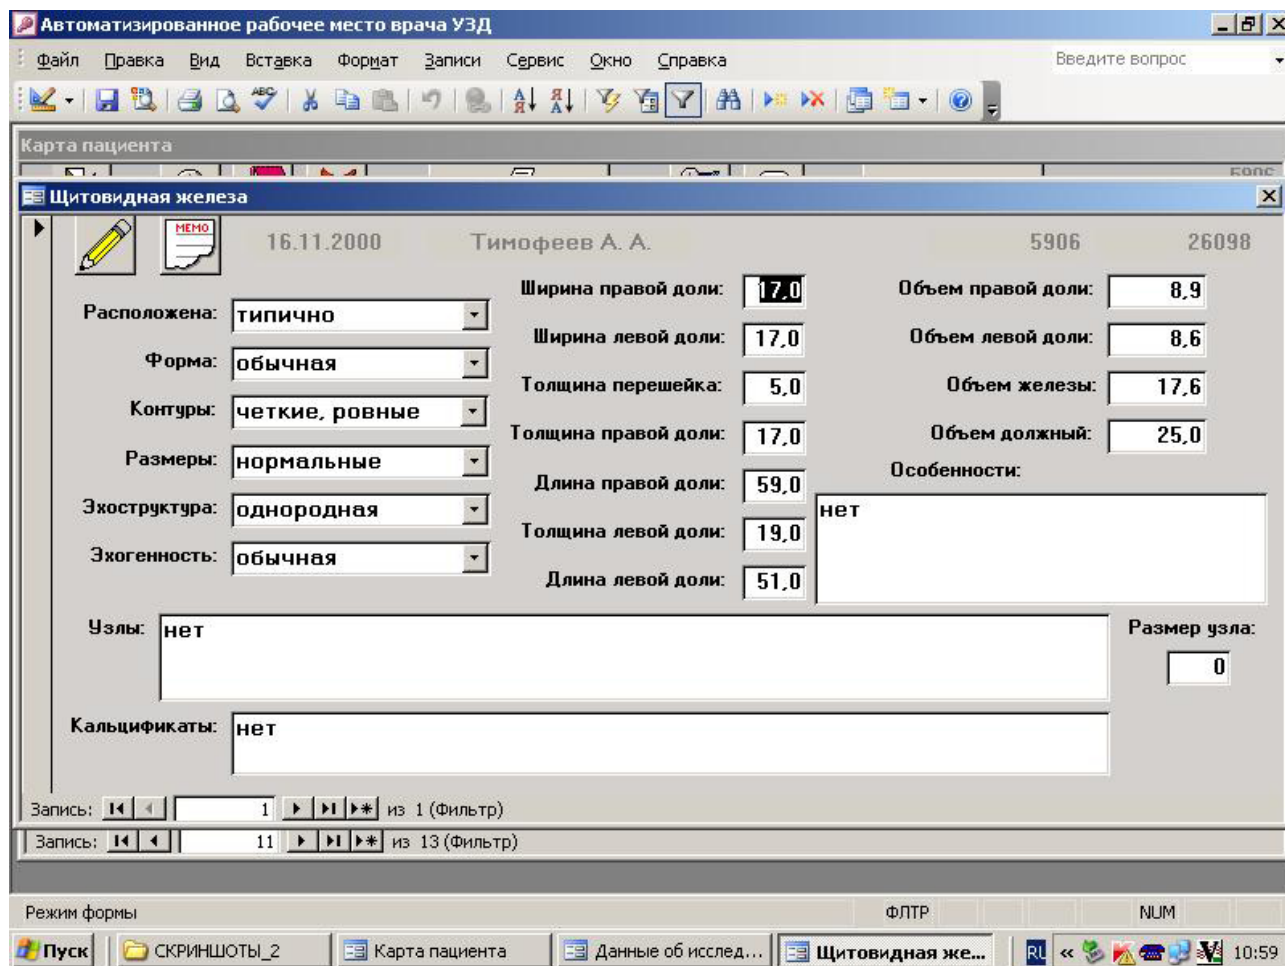 Автоматизированное рабочее место врача УЗД
Файл Правка Вид Вставка Формат Записи Сервис Окно Справка Введите вопрос
Карта пациента
5906
Щитовидная железа
MEMO 16.11.2000 Тимофеев А. А. 5906 26098
Ширина правой доли: 17,0 Объем правой доли: 8,9
Расположена: типично
Ширина левой доли: 17,0 Объем левой доли: 8,6
Форма: обычная
Толщина перешейка: 5,0 Объем железы: 17,6
Контуры: четкие, ровные
Толщина правой доли: 17,0 Объем должный: 25,0
Размеры: нормальные
Особенности:
Длина правой доли: 59,0
Эхоструктура: однородная
нет
Толщина левой доли: 19,0
Эхогенность: обычная
Длина левой доли: 51,0
Узлы: нет Размер узла:
0
Кальцификаты: нет
Запись: 1 из 1 (Фильтр)
Запись: 11 из 13 (Фильтр)
Режим формы ФЛТР NUM
Пуск СКРИНШОТЫ_2 Карта пациента Данные об исслед... Щитовидная же... RU « 10:59